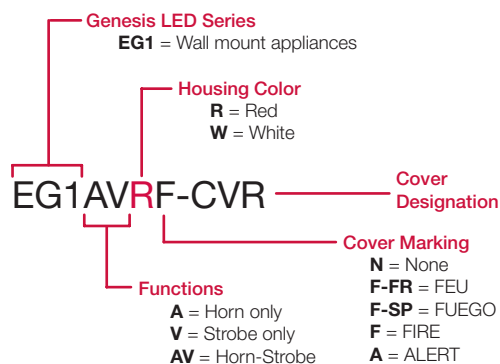 Genesis LED Series
EG1 = Wall mount appliances
Housing Color
R = Red
W = White
EG1AVRF-CVR
Cover
Designation
Cover Marking
N = None
F-FR = FEU
F-SP = FUEGO
F = FIRE
A = ALERT
Functions
A = Horn only
V = Strobe only
AV = Horn-Strobe